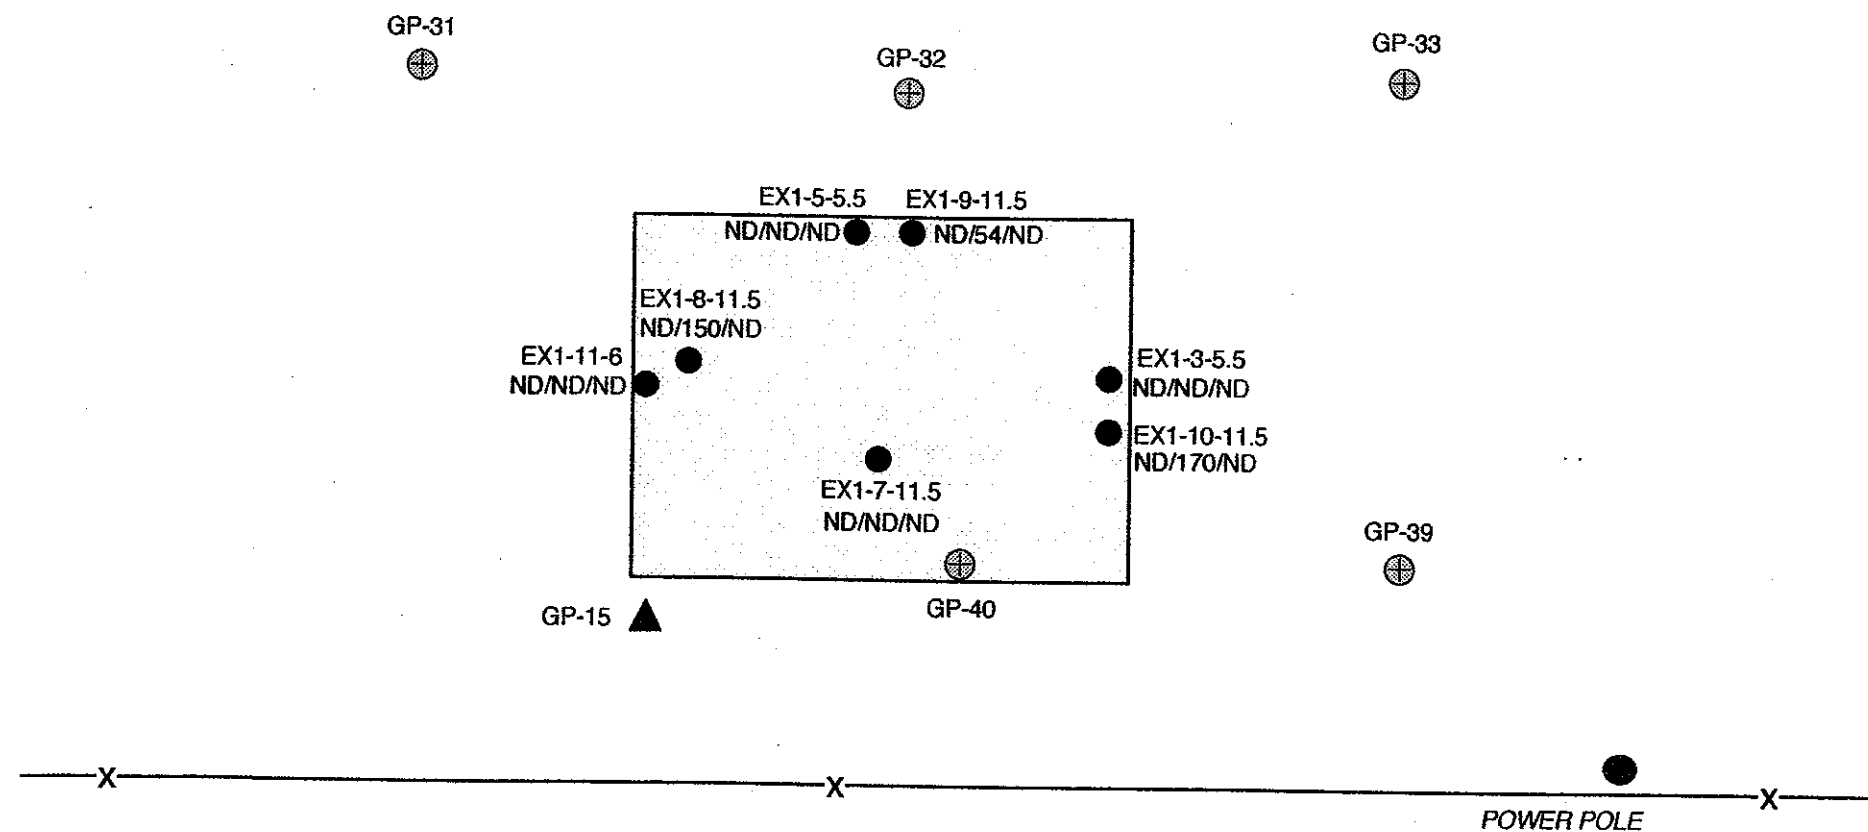 GP-31
GP-32
GP-33
EX1-5-5.5
ND/ND/ND
EX1-9-11.5
ND/54/ND
EX1-8-11.5
ND/150/ND
EX1-11-6
ND/ND/ND
EX1-3-5.5
ND/ND/ND
EX1-10-11.5
ND/170/ND
EX1-7-11.5
ND/ND/ND
GP-39
GP-15
GP-40
X
X
X
POWER POLE